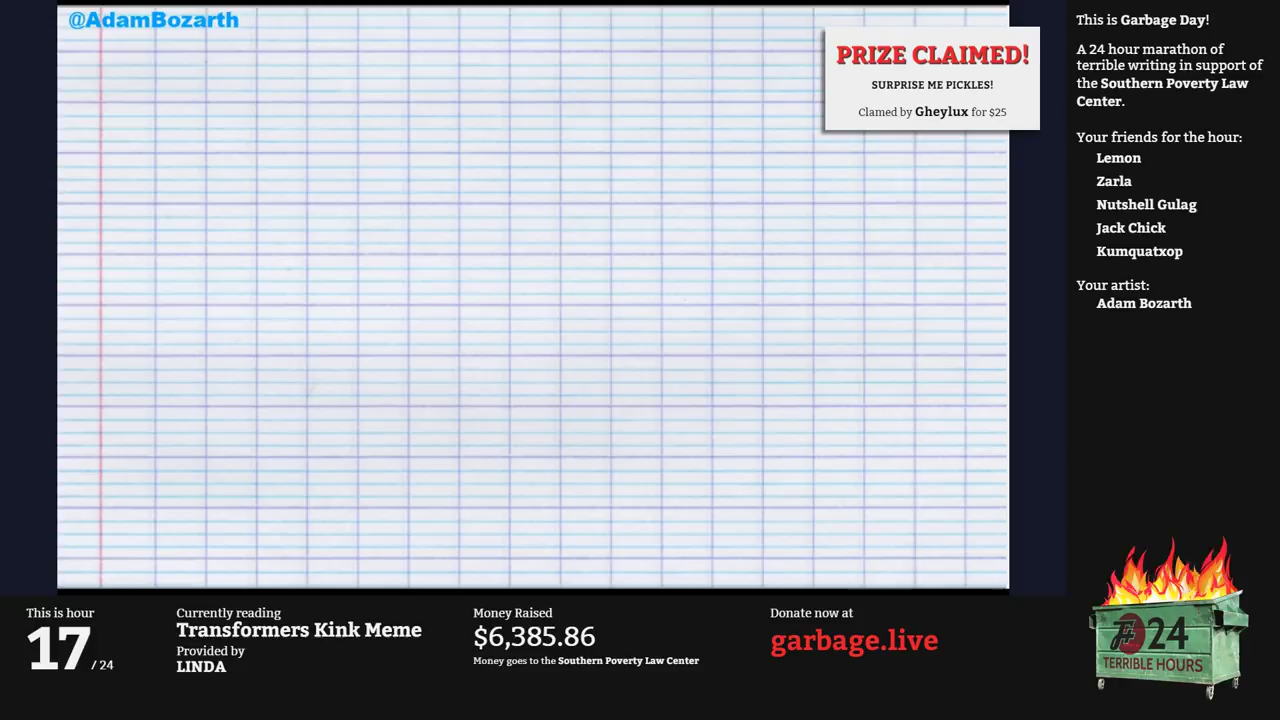 @AdamBozarth
PRIZE CLAIMED!
SURPRISE ME PICKLES!
Clamed by Gheylux for $25
This is Garbage Day!
A 24 hour marathon of
terrible writing in support of
the Southern Poverty Law
Center.
Your friends for the hour:
Lemon
Zarla
Nutshell Gulag
Jack Chick
Kumquatxop
Your artist:
Adam Bozarth
24
TERRIBLE HOURS
This is hour
17 / 24
Currently reading
Transformers Kink Meme
Provided by
LINDA
Money Raised
$6,385.86
Money goes to the Southern Poverty Law Center
Donate now at
garbage.live